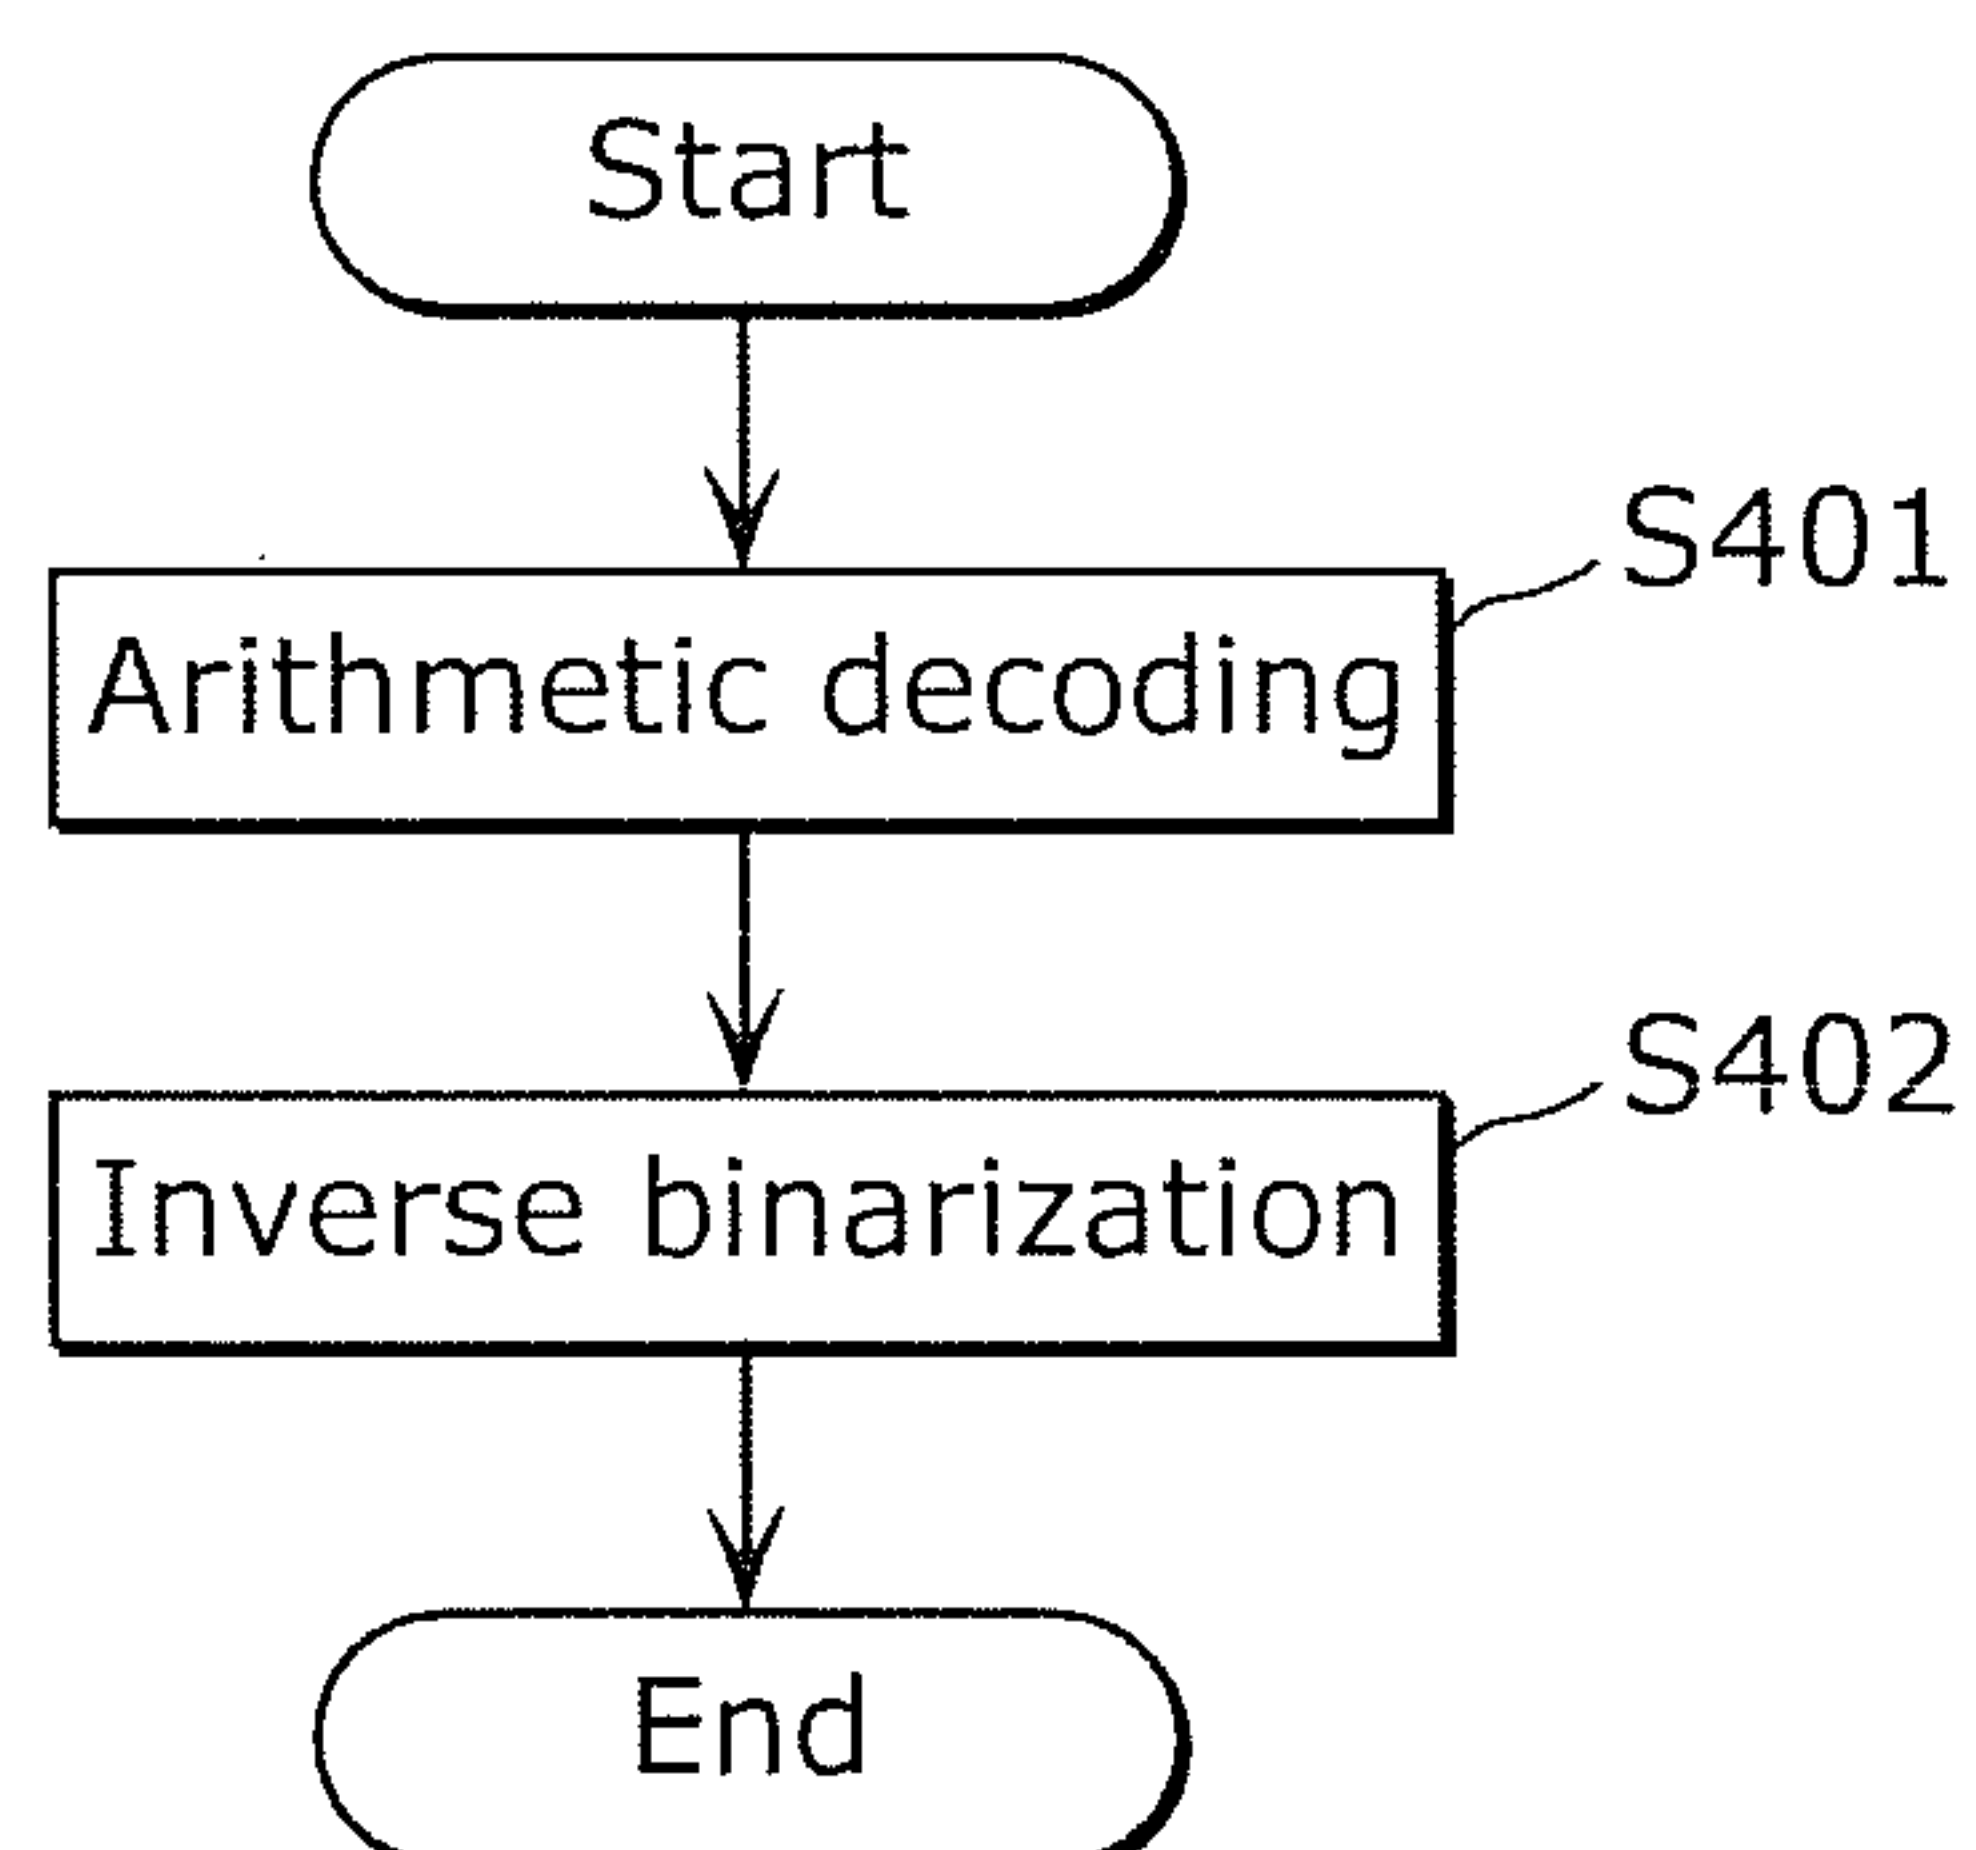 Start
S401
Arithmetic decoding
S402
Inverse binarization
End